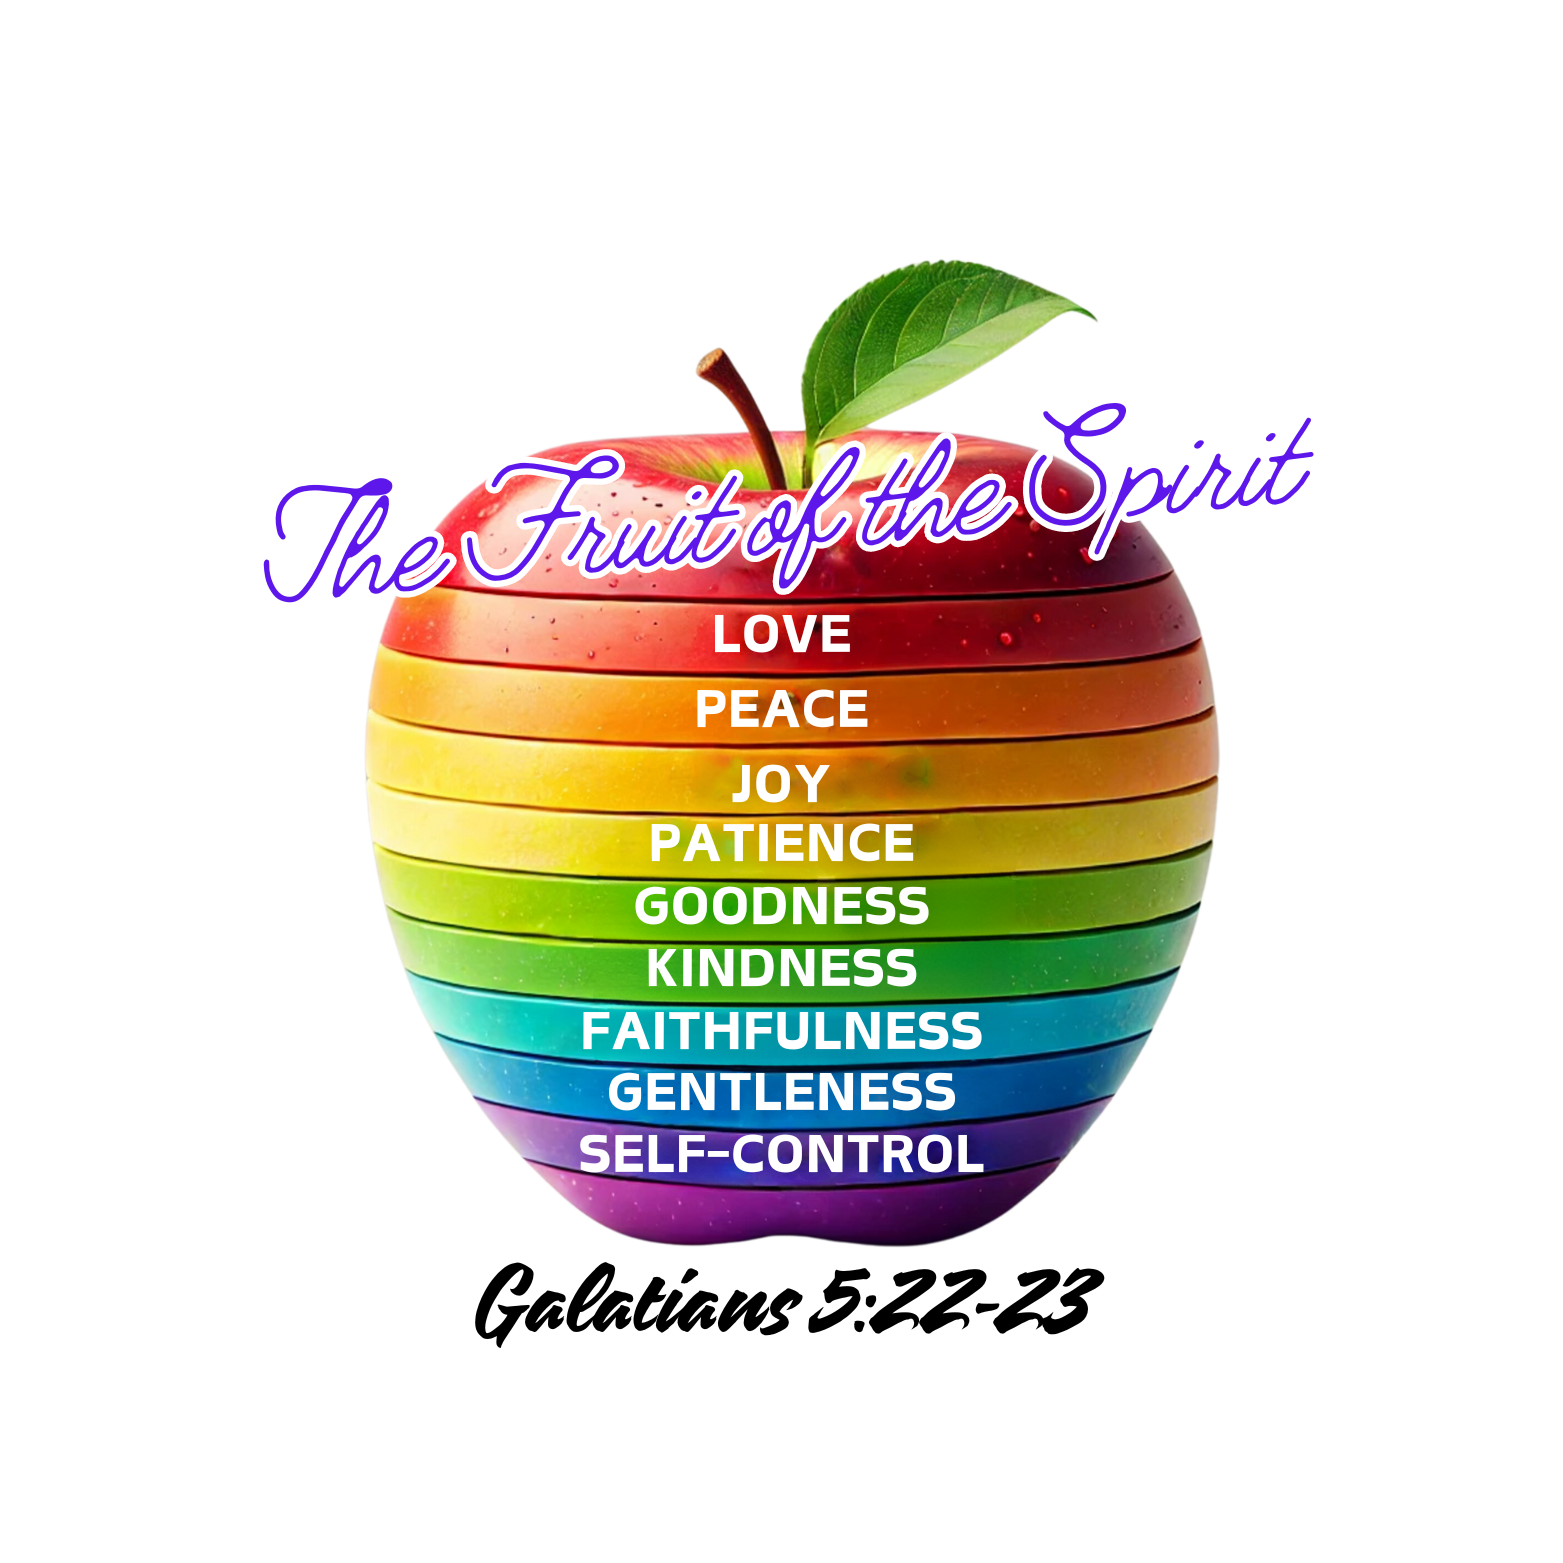 The Fruit of the Spirit
LOVE
PEACE
JOY
PATIENCE
GOODNESS
KINDNESS
FAITHFULNESS
GENTLENESS
SELF-CONTROL
Galatians 5:22-23